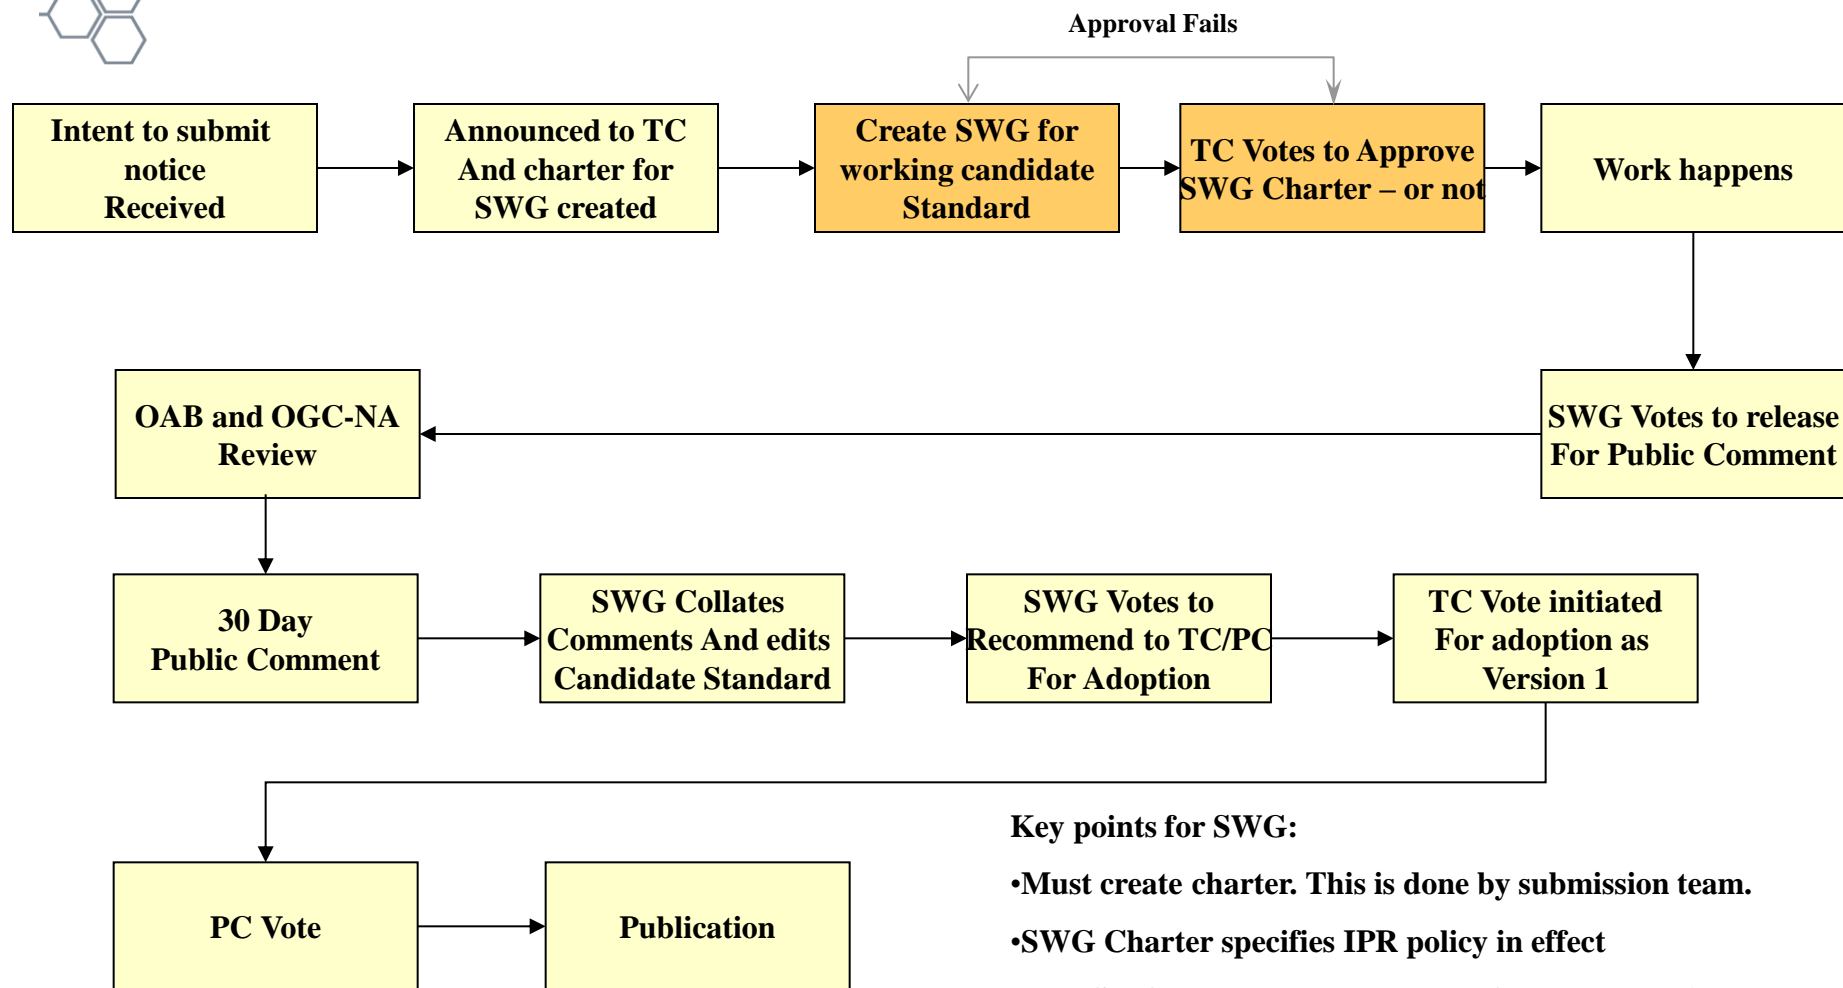 Approval Fails
Intent to submit
notice
Received
Announced to TC
And charter for
SWG created
Create SWG for
working candidate
Standard
TC Votes to Approve
SWG Charter – or not
Work happens
OAB and OGC-NA
Review
SWG Votes to release
For Public Comment
30 Day
Public Comment
SWG Collates
Comments And edits
Candidate Standard
SWG Votes to
Recommend to TC/PC
For Adoption
TC Vote initiated
For adoption as
Version 1
PC Vote
Publication
Key points for SWG:
•Must create charter. This is done by submission team.
•SWG Charter specifies IPR policy in effect